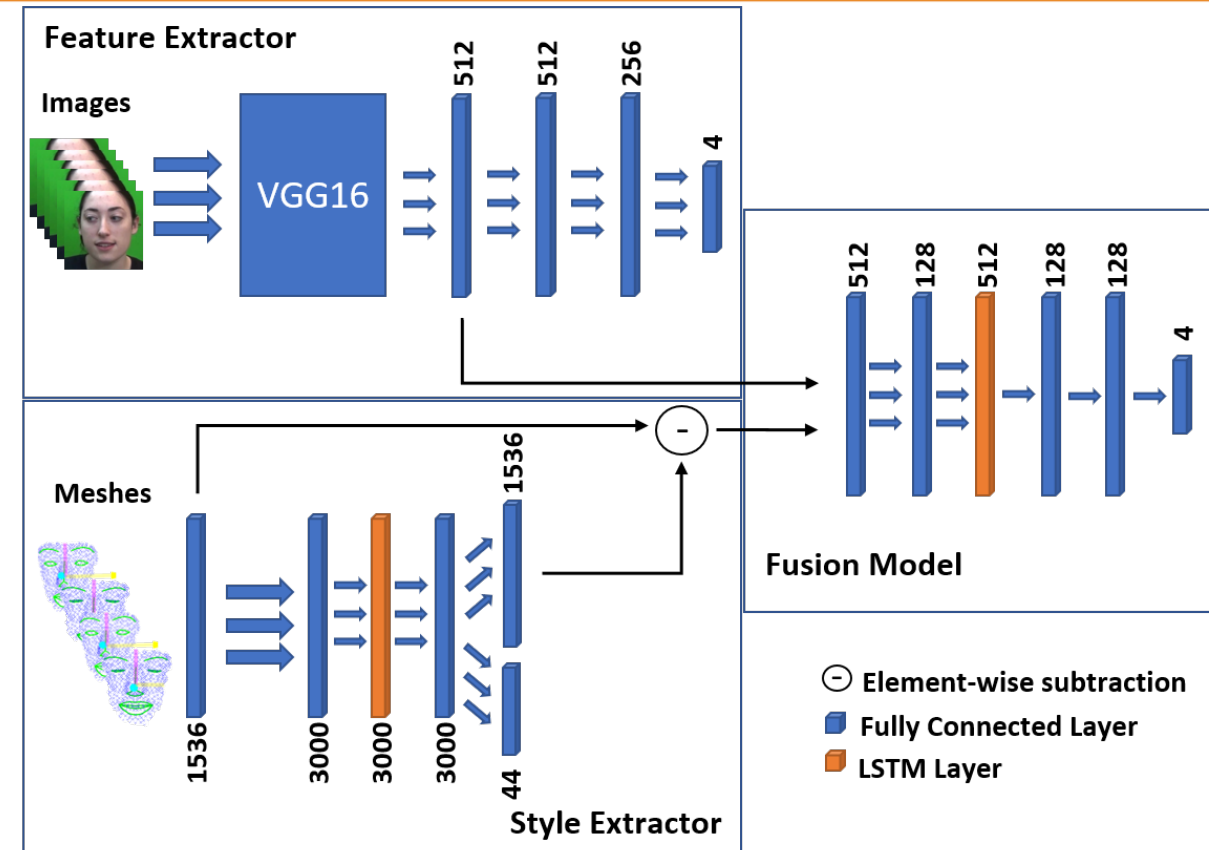 Feature Extractor
Images
VGG16
512
512
256
4
512
128
512
128
128
4
Fusion Model
-
Meshes
1536
3000
3000
3000
1536
44
Style Extractor
- Element-wise subtraction
Fully Connected Layer
LSTM Layer